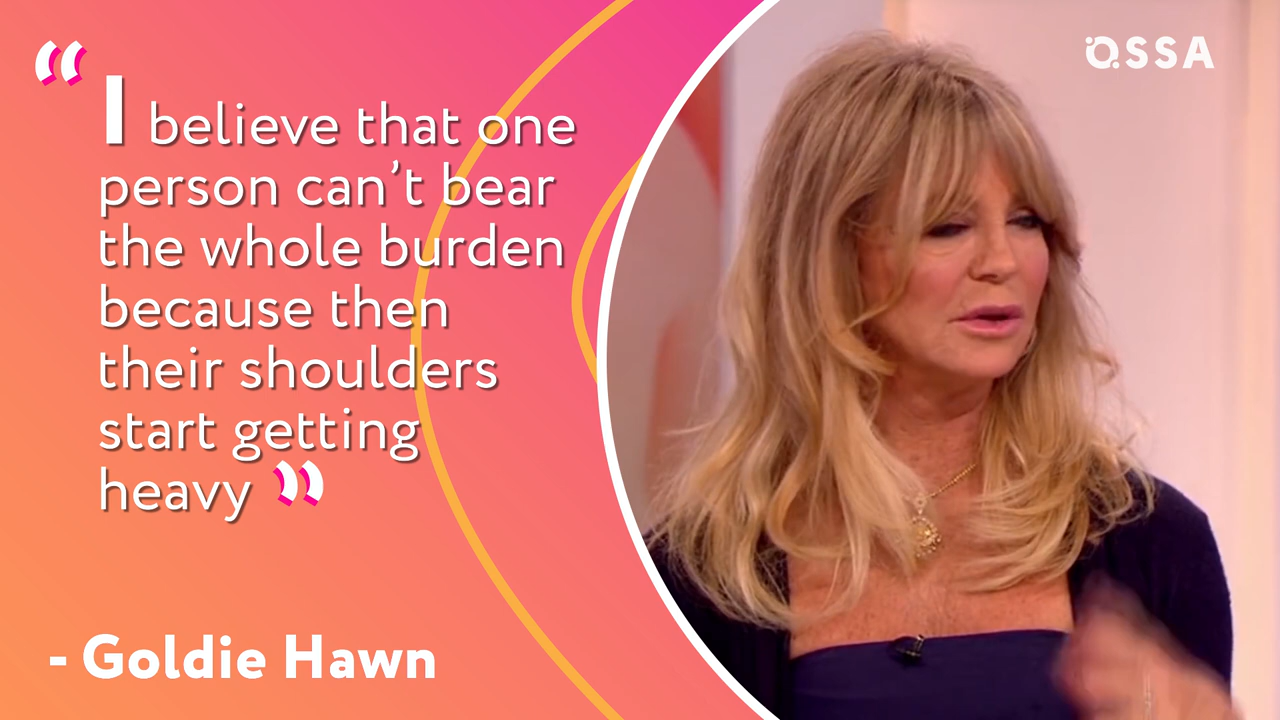 “ I believe that one
person can’t bear
the whole burden
because then
their shoulders
start getting
heavy ”
- Goldie Hawn
OSSA